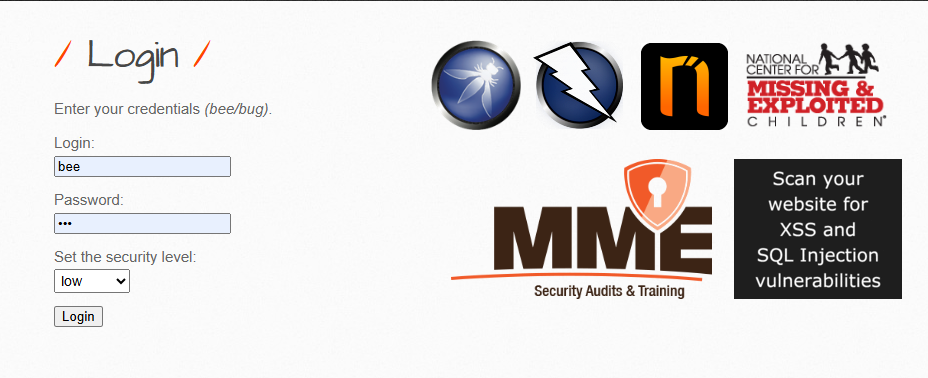 / Login /
Enter your credentials (bee/bug).
Login:
bee
Password:
•••
Set the security level:
low
Login
n
NATIONAL
CENTER FOR
MISSING &
EXPLOITED
CHILDREN®
MME
Security Audits & Training
Scan your
website for
XSS and
SQL Injection
vulnerabilities